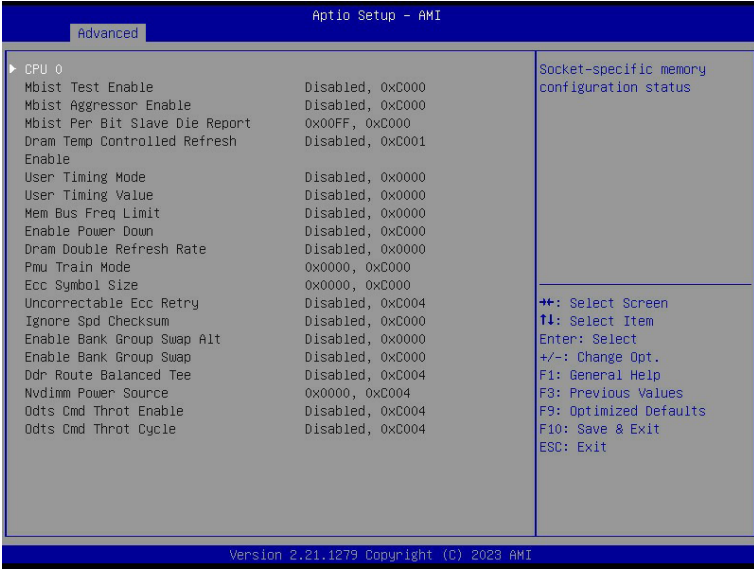 Aptio Setup – AMI
Advanced
▶ CPU 0
Mbist Test Enable Disabled, 0xC000
Mbist Aggressor Enable Disabled, 0xC000
Mbist Per Bit Slave Die Report 0x00FF, 0xC000
Dram Temp Controlled Refresh Disabled, 0xC001
Enable
User Timing Mode Disabled, 0x0000
User Timing Value Disabled, 0x0000
Mem Bus Freq Limit Disabled, 0x0000
Enable Power Down Disabled, 0xC000
Dram Double Refresh Rate Disabled, 0x0000
Pmu Train Mode 0x0000, 0xC000
Ecc Symbol Size 0x0000, 0xC000
Uncorrectable Ecc Retry Disabled, 0xC004
Ignore Spd Checksum Disabled, 0xC000
Enable Bank Group Swap Alt Disabled, 0xC000
Enable Bank Group Swap Disabled, 0xC000
Ddr Route Balanced Tee Disabled, 0xC004
Nvdimm Power Source 0x0000, 0xC004
Odts Cmd Throt Enable Disabled, 0xC004
Odts Cmd Throt Cycle Disabled, 0xC004
Socket–specific memory
configuration status
→←: Select Screen
↑↓: Select Item
Enter: Select
+/–: Change Opt.
F1: General Help
F3: Previous Values
F9: Optimized Defaults
F10: Save & Exit
ESC: Exit
Version 2.21.1279 Copyright (C) 2023 AMI